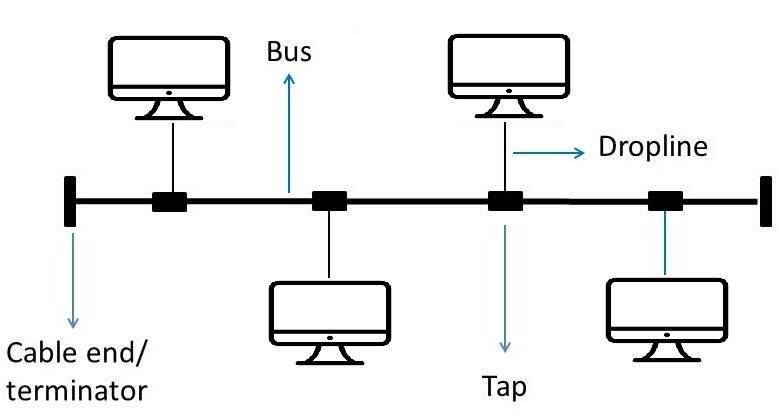 Bus
Dropline
Cable end/
terminator
Tap